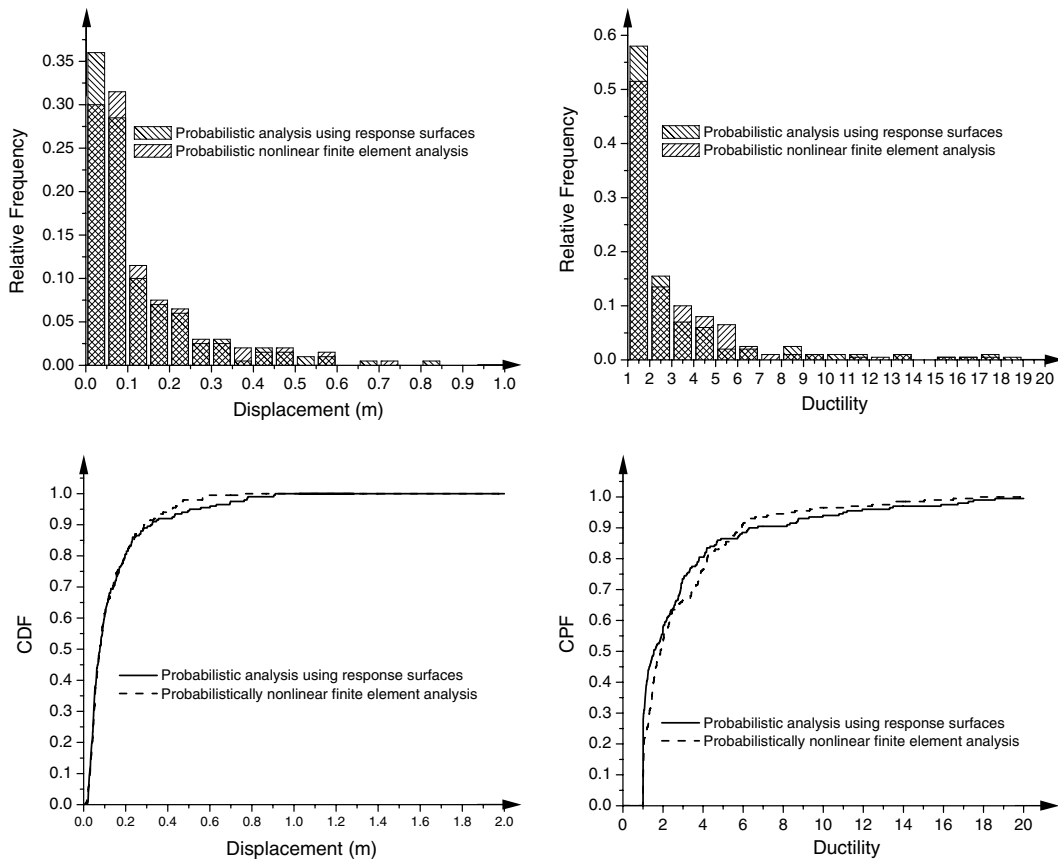 Relative Frequency
0.35
0.30
0.25
0.20
0.15
0.10
0.05
0.00
Probabilistic analysis using response surfaces
Probabilistic nonlinear finite element analysis
0.0 0.1 0.2 0.3 0.4 0.5 0.6 0.7 0.8 0.9 1.0
Displacement (m)
Relative Frequency
0.6
0.5
0.4
0.3
0.2
0.1
0.0
Probabilistic analysis using response surfaces
Probabilistic nonlinear finite element analysis
1 2 3 4 5 6 7 8 9 10 11 12 13 14 15 16 17 18 19 20
Ductility
CDF
1.0
0.9
0.8
0.7
0.6
0.5
0.4
0.3
0.2
0.1
0.0
Probabilistic analysis using response surfaces
Probabilistically nonlinear finite element analysis
0.0 0.2 0.4 0.6 0.8 1.0 1.2 1.4 1.6 1.8 2.0
Displacement (m)
CPF
1.0
0.9
0.8
0.7
0.6
0.5
0.4
0.3
0.2
0.1
0.0
Probabilistic analysis using response surfaces
Probabilistically nonlinear finite element analysis
0 2 4 6 8 10 12 14 16 18 20
Ductility